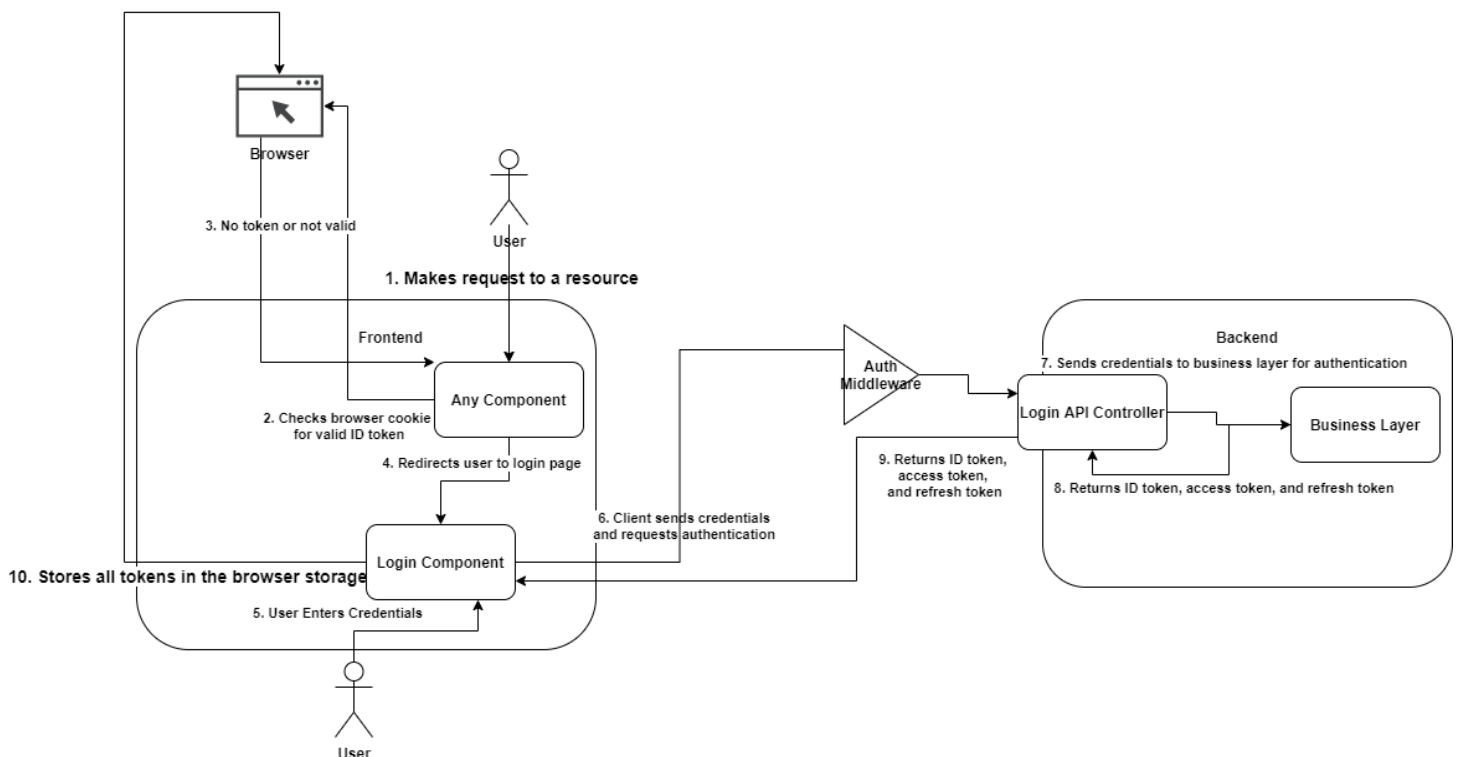 Browser
3. No token or not valid
User
1. Makes request to a resource
Frontend
Any Component
2. Checks browser cookie
for valid ID token
4. Redirects user to login page
Login Component
10. Stores all tokens in the browser storage
5. User Enters Credentials
User
6. Client sends credentials
and requests authentication
Auth
Middleware
Backend
7. Sends credentials to business layer for authentication
Login API Controller
Business Layer
8. Returns ID token, access token, and refresh token
9. Returns ID token,
access token,
and refresh token